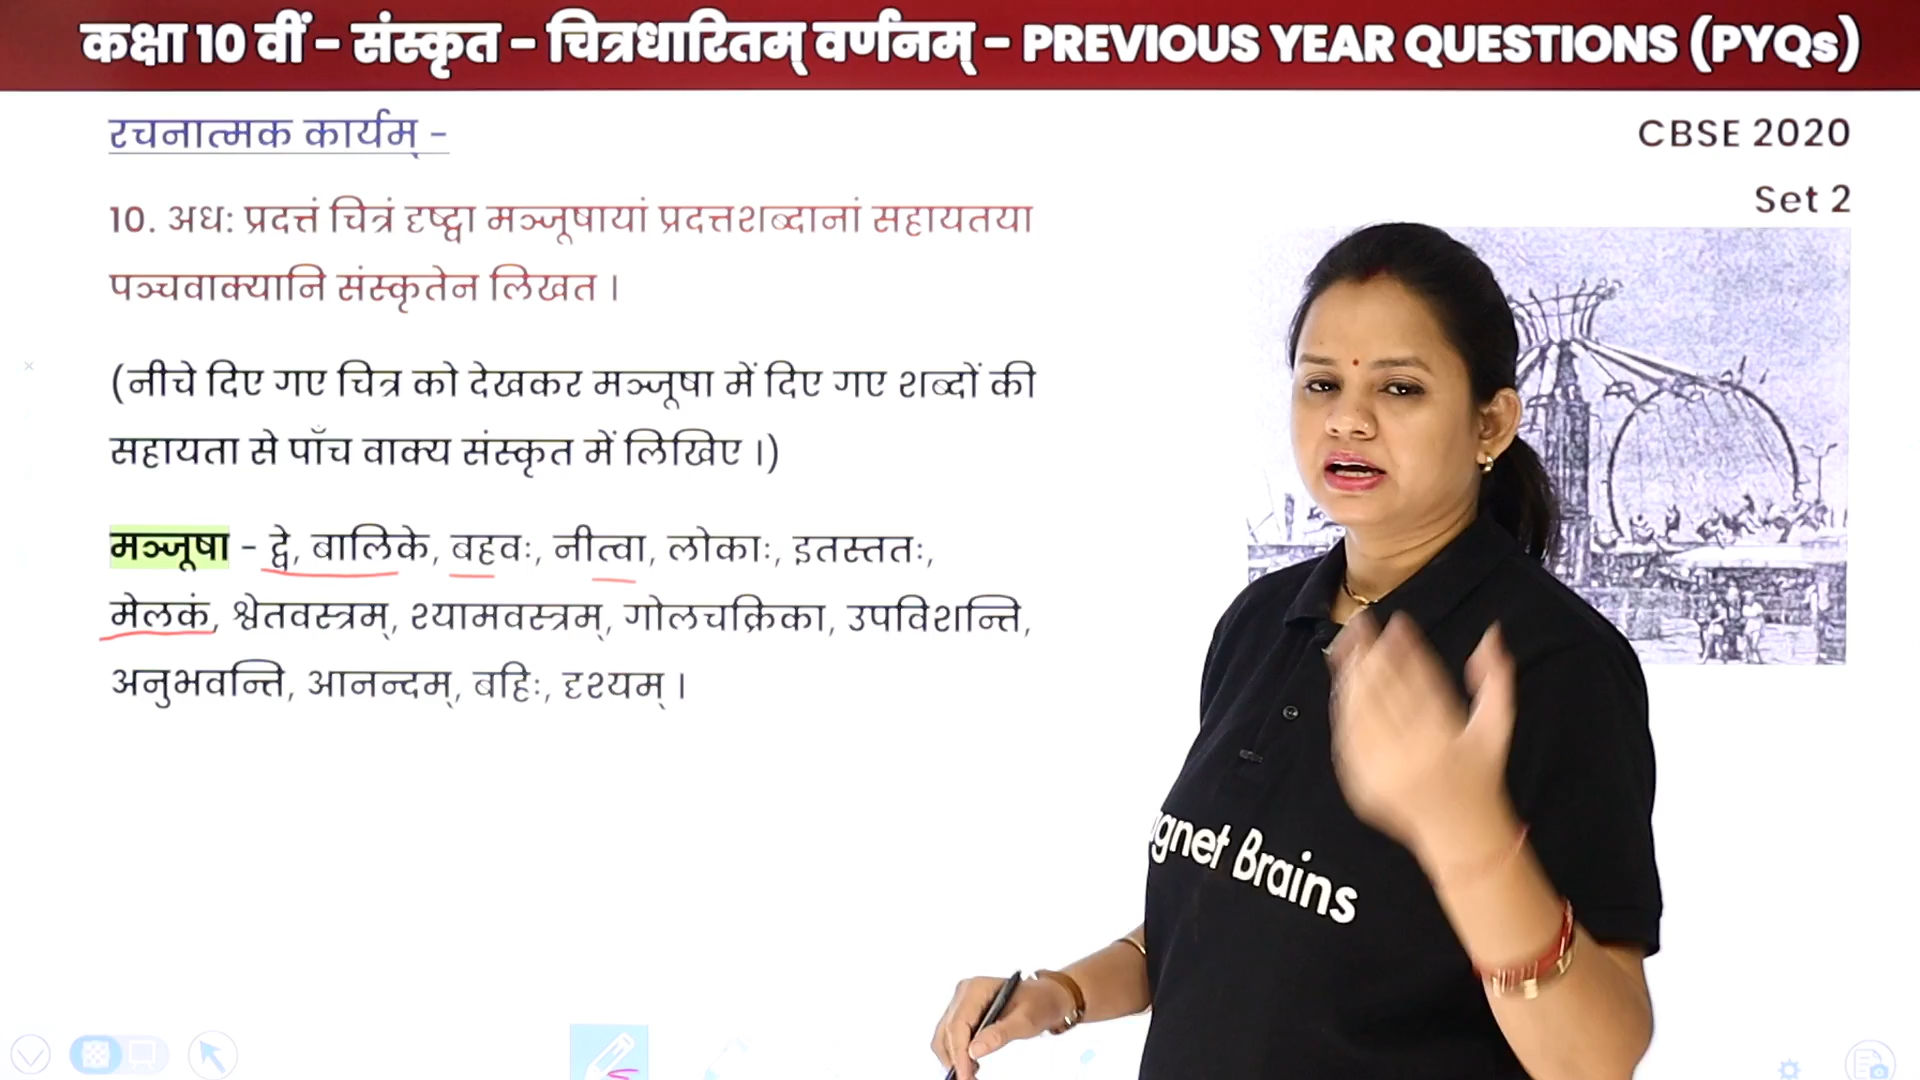 कक्षा 10 वीं - संस्कृत - चित्रधारितम् वर्णनम् - PREVIOUS YEAR QUESTIONS (PYQs)
रचनात्मक कार्यम् -
CBSE 2020
Set 2
10. अध: प्रदत्तं चित्रं दृष्ट्वा मञ्जूषायां प्रदत्तशब्दानां सहायतया
पञ्चवाक्यानि संस्कृतेन लिखत ।
(नीचे दिए गए चित्र को देखकर मञ्जूषा में दिए गए शब्दों की
सहायता से पाँच वाक्य संस्कृत में लिखिए ।)
मञ्जूषा - द्वे, बालिके, बहवः, नीत्वा, लोकाः, इतस्ततः,
मेलकं, श्वेतवस्त्रम्, श्यामवस्त्रम्, गोलचक्रिका, उपविशन्ति,
अनुभवन्ति, आनन्दम्, बहिः, दृश्यम् ।
gnet Brains